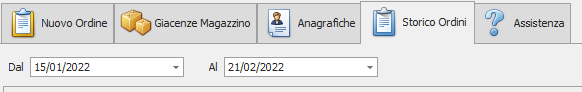 Nuovo Ordine Giacenze Magazzino Anagrafiche Storico Ordini Assistenza
Dal 15/01/2022 Al 21/02/2022